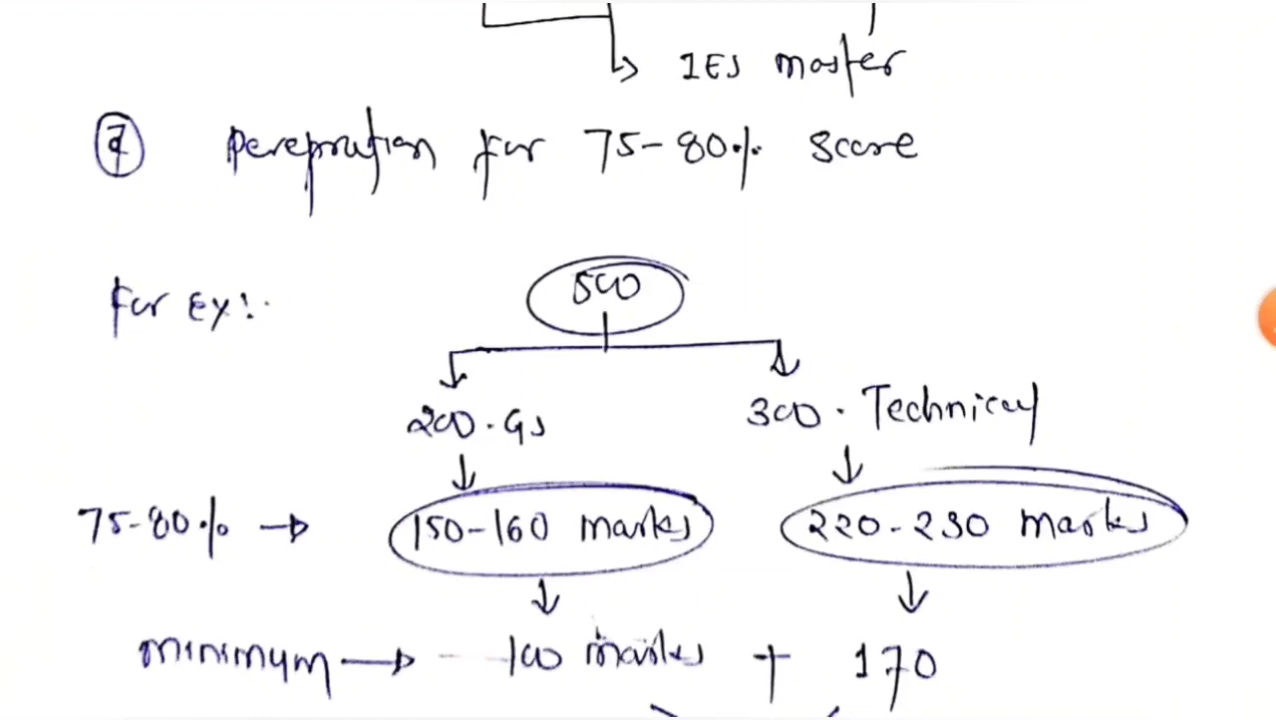 IES master
⑦ Pereprution for 75-80% Score
for Ex:-
500
200. GS 300. Technical
75-80% → 150-160 marks 220-230 marks
minimum → 100 marks + 170